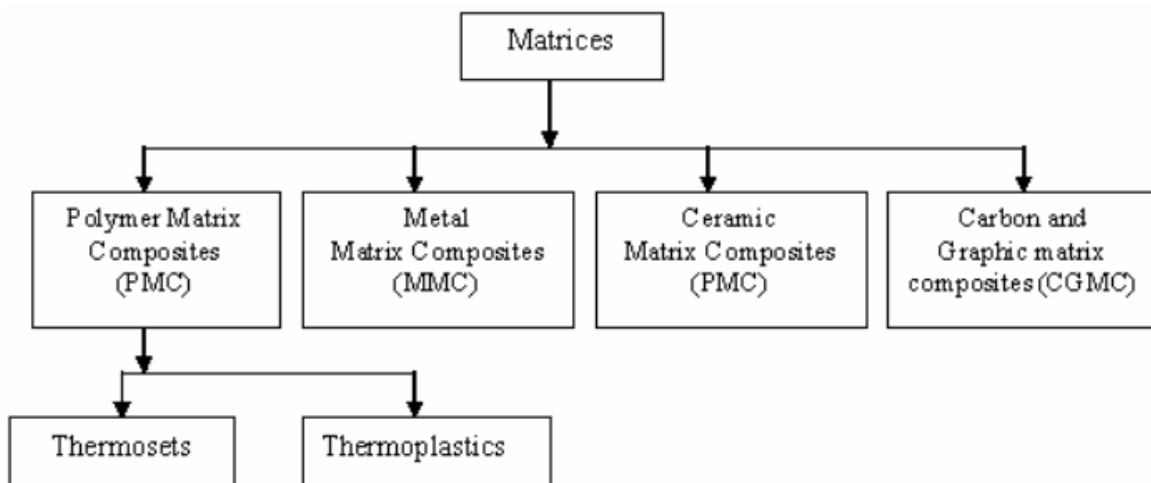 Matrices
Polymer Matrix
Composites
(PMC)
Metal
Matrix Composites
(MMC)
Ceramic
Matrix Composites
(PMC)
Carbon and
Graphic matrix
composites (CGMC)
Thermosets
Thermoplastics